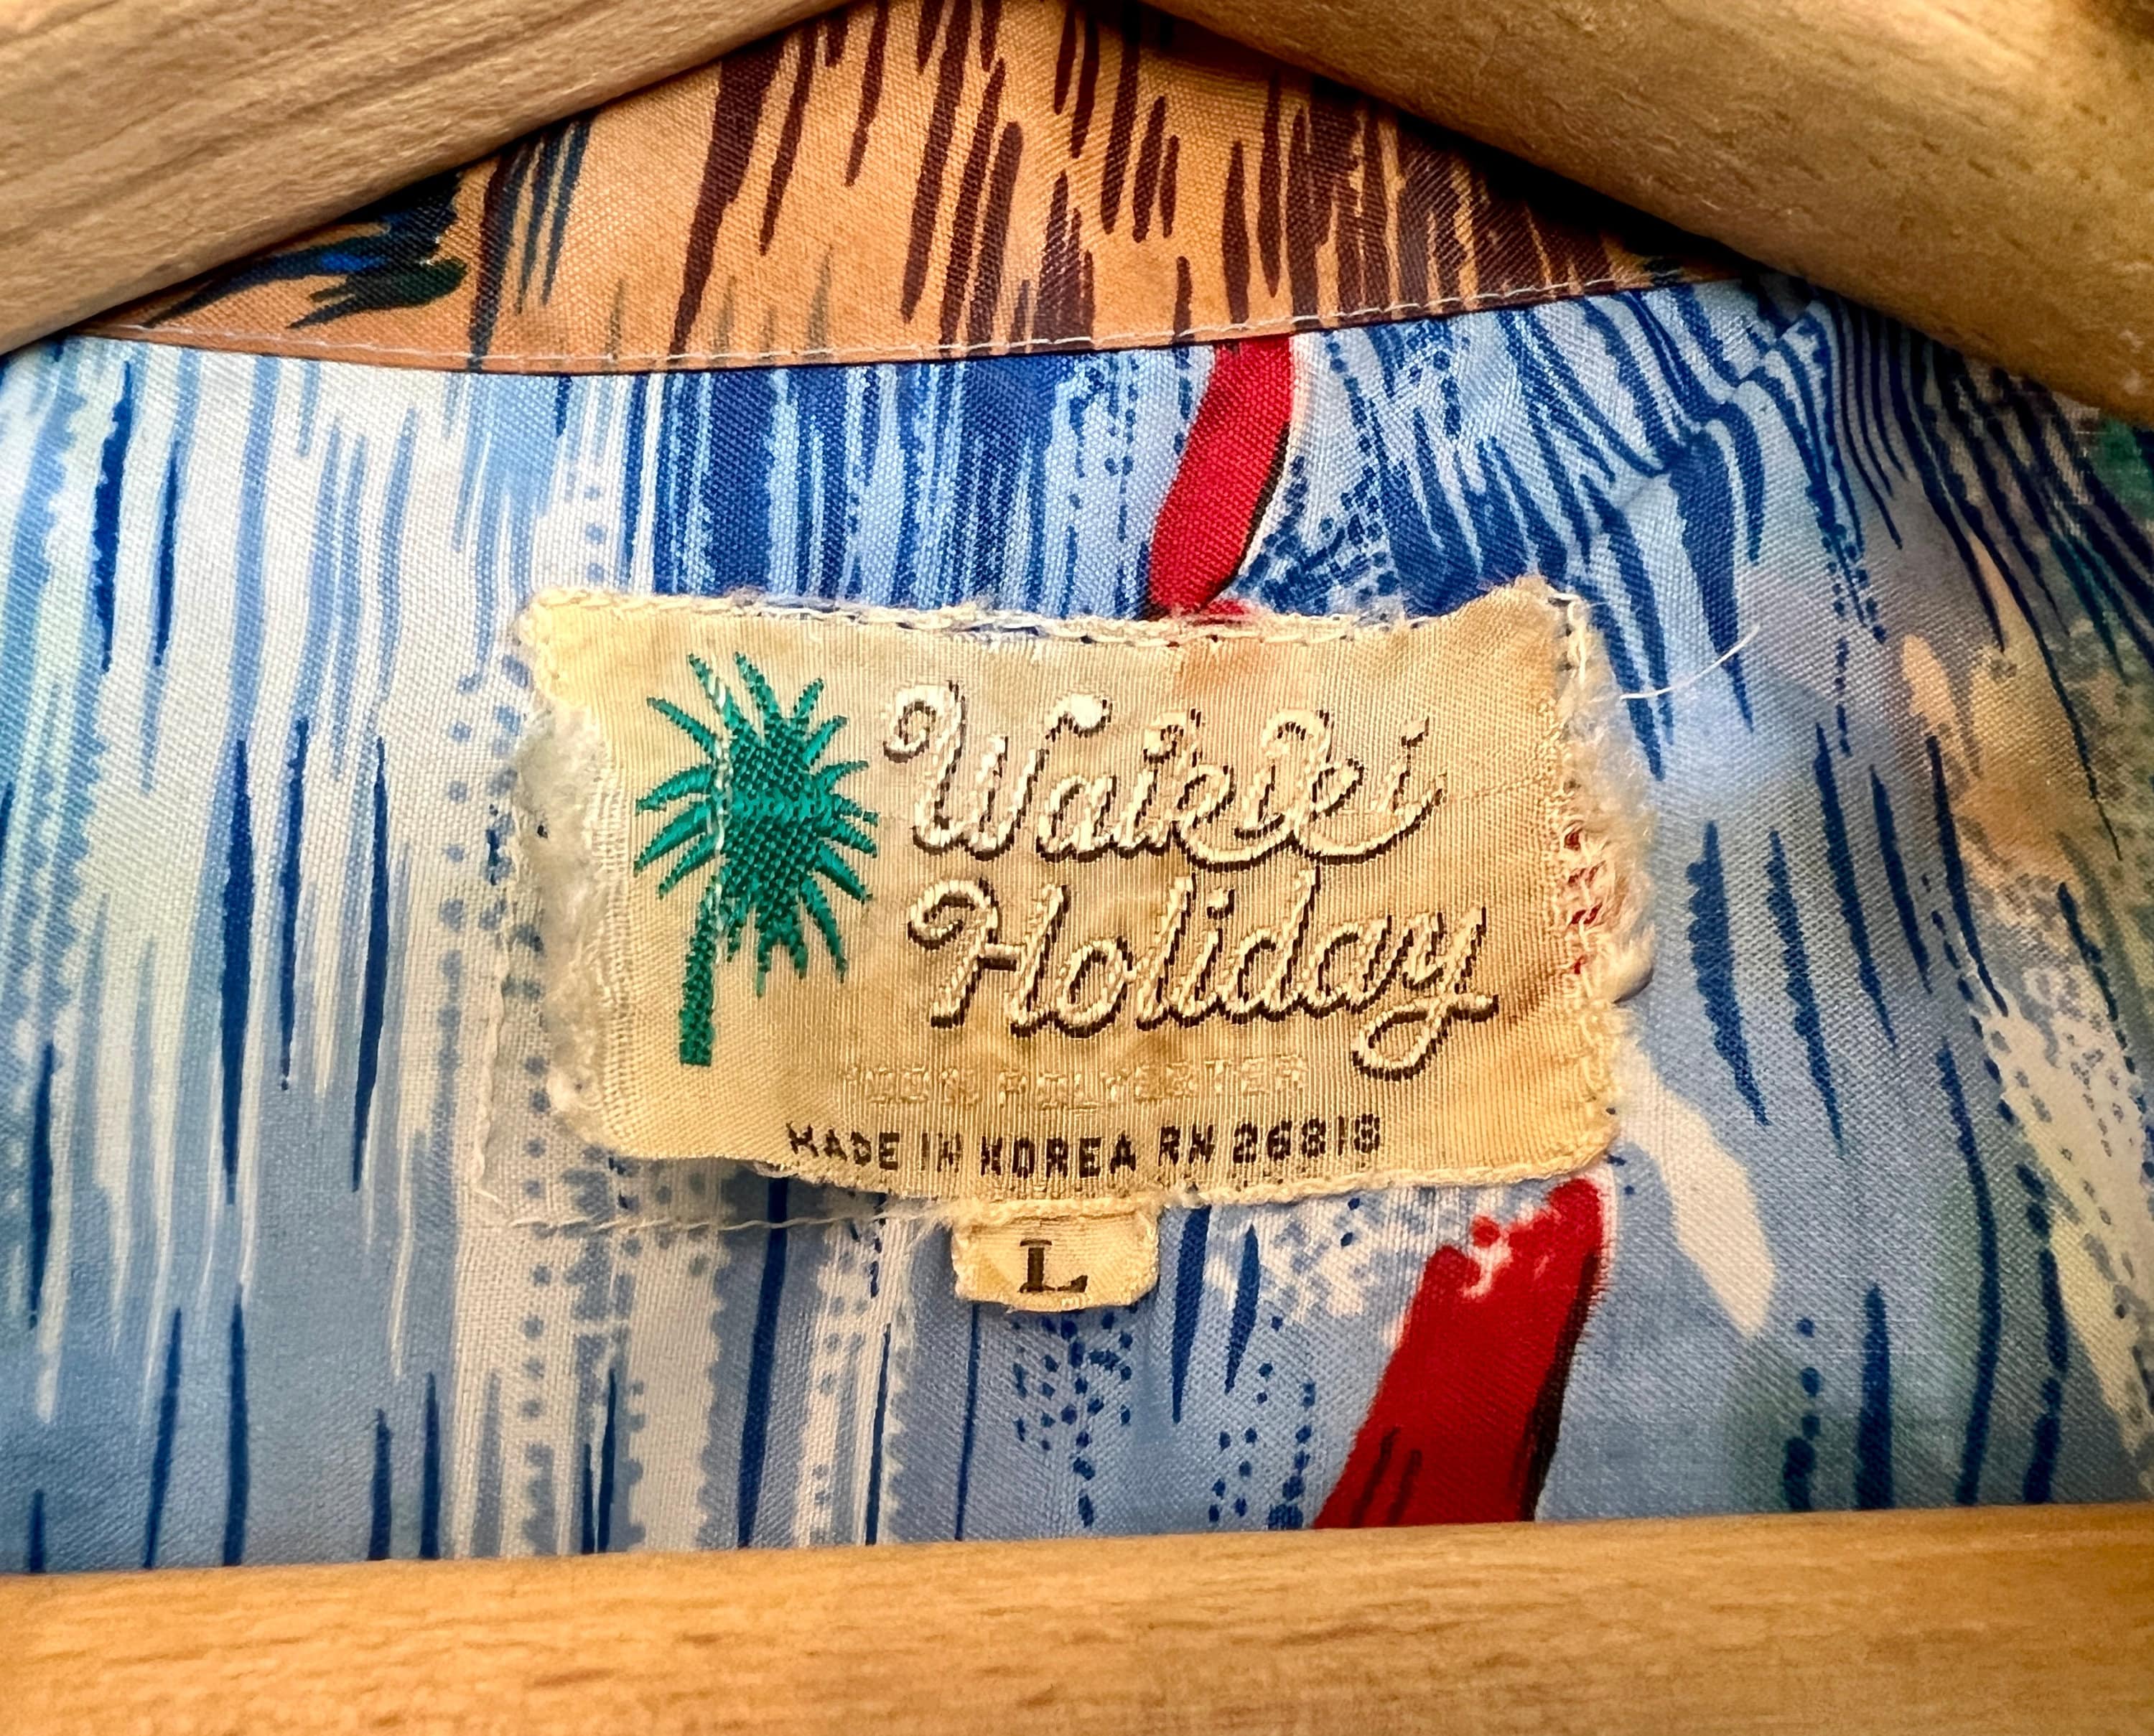 Waikiki
Holiday
100% POLYESTER
MADE IN KOREA RN 26818
L